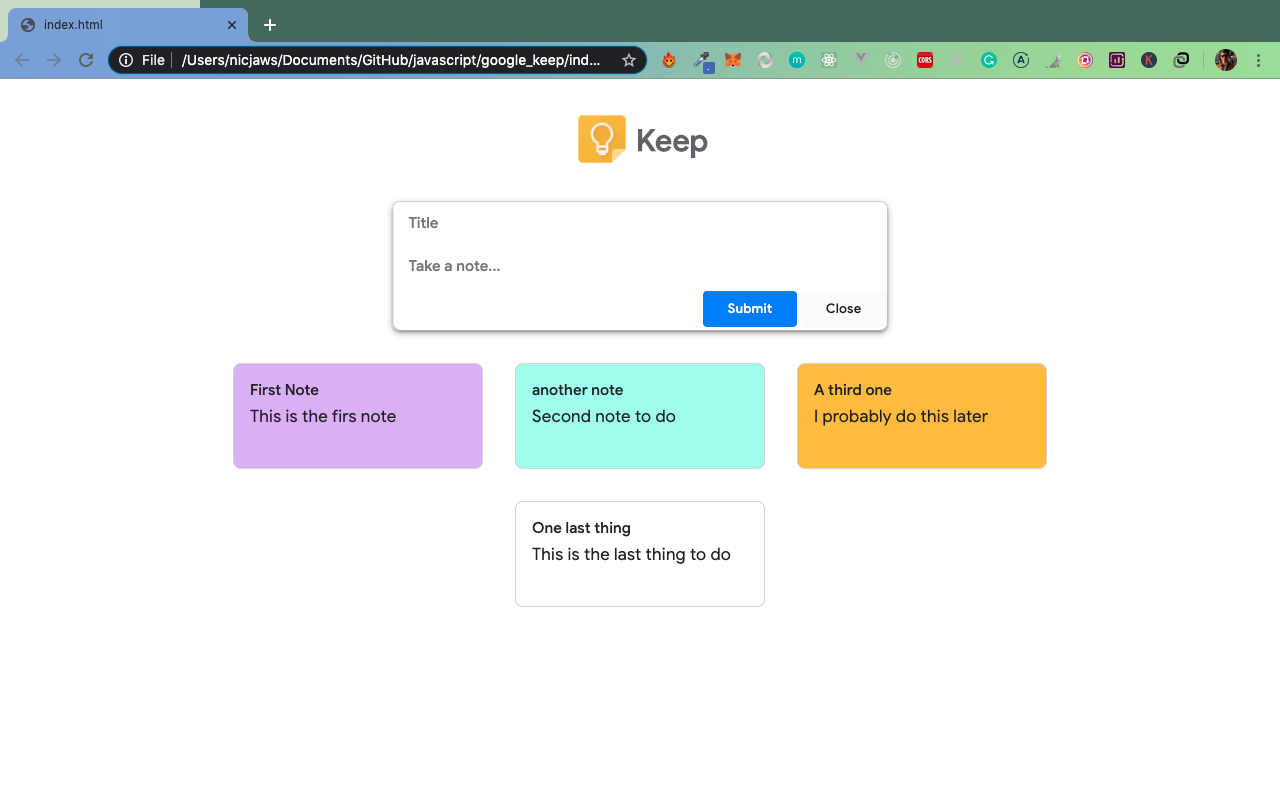 index.html
File /Users/nicjaws/Documents/GitHub/javascript/google_keep/ind...
m
CORS
G
A
K
Keep
Title
Take a note...
Submit Close
First Note
This is the firs note
another note
Second note to do
A third one
I probably do this later
One last thing
This is the last thing to do